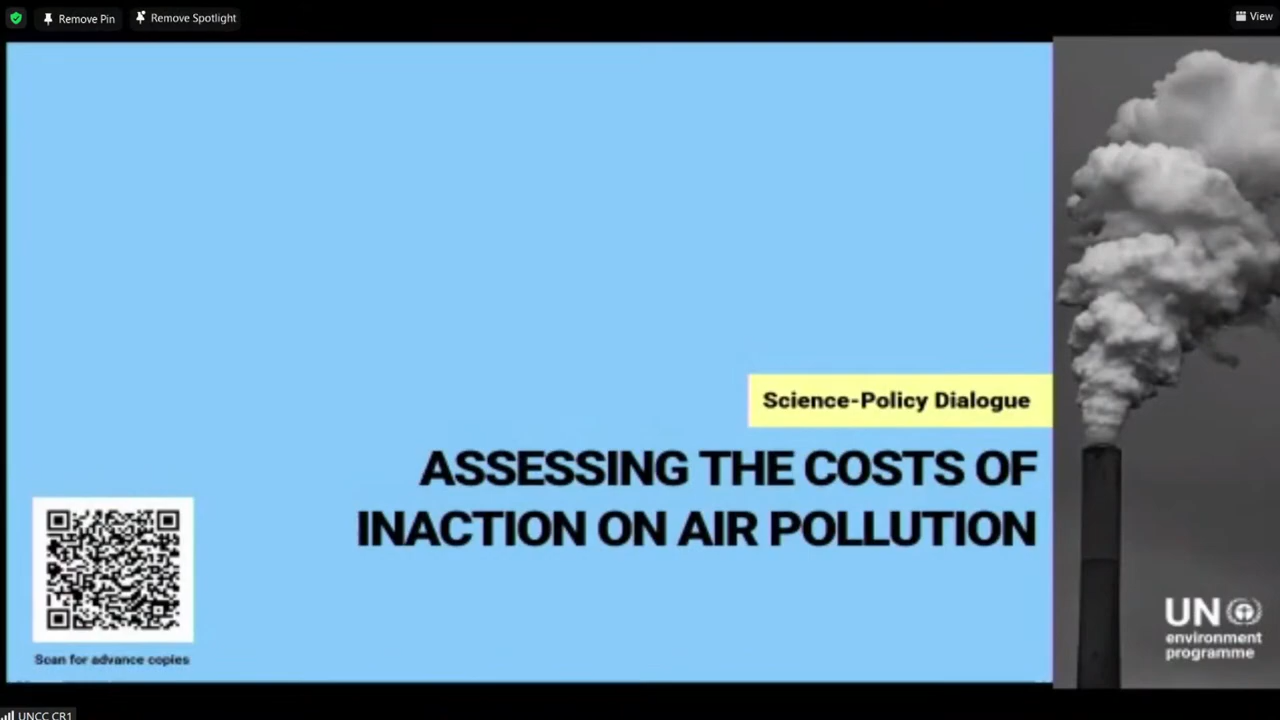 Remove Pin
Remove Spotlight
View
Science-Policy Dialogue
ASSESSING THE COSTS OF
INACTION ON AIR POLLUTION
Scan for advance copies
UN
environment
programme
UNCC CR1